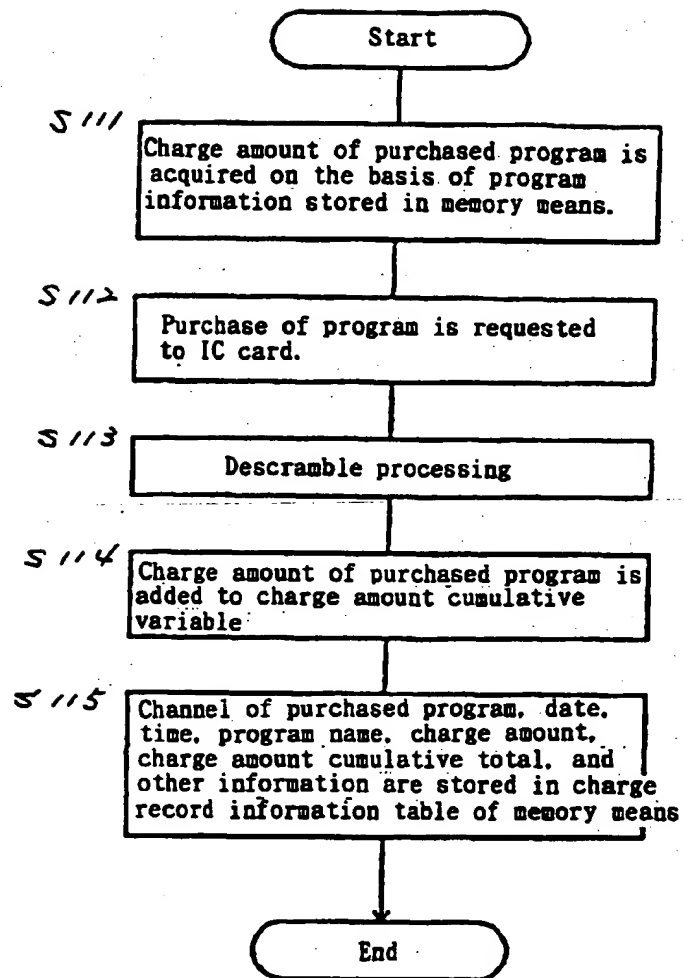 Start
S111
Charge amount of purchased program is
acquired on the basis of program
information stored in memory means.
S112
Purchase of program is requested
to IC card.
S113
Descramble processing
S114
Charge amount of purchased program is
added to charge amount cumulative
variable
S115
Channel of purchased program, date,
time, program name, charge amount,
charge amount cumulative total, and
other information are stored in charge
record information table of memory means
End